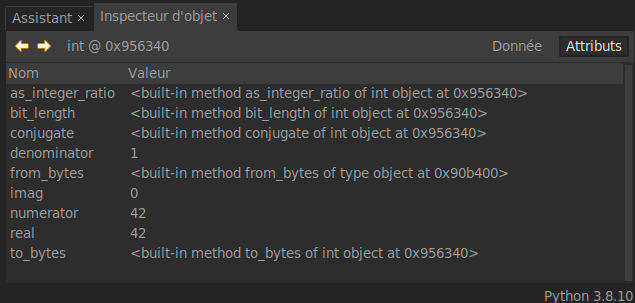 Assistant × Inspecteur d'objet ×
int @ 0x956340 Donnée Attributs
Nom Valeur
as_integer_ratio <built-in method as_integer_ratio of int object at 0x956340>
bit_length <built-in method bit_length of int object at 0x956340>
conjugate <built-in method conjugate of int object at 0x956340>
denominator 1
from_bytes <built-in method from_bytes of type object at 0x90b400>
imag 0
numerator 42
real 42
to_bytes <built-in method to_bytes of int object at 0x956340>
Python 3.8.10